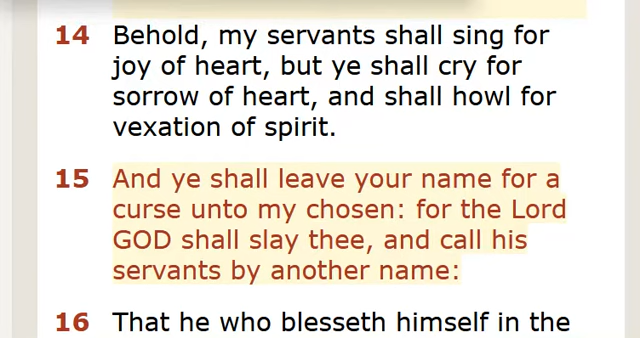 14 Behold, my servants shall sing for
joy of heart, but ye shall cry for
sorrow of heart, and shall howl for
vexation of spirit.
15 And ye shall leave your name for a
curse unto my chosen: for the Lord
GOD shall slay thee, and call his
servants by another name:
16 That he who blesseth himself in the